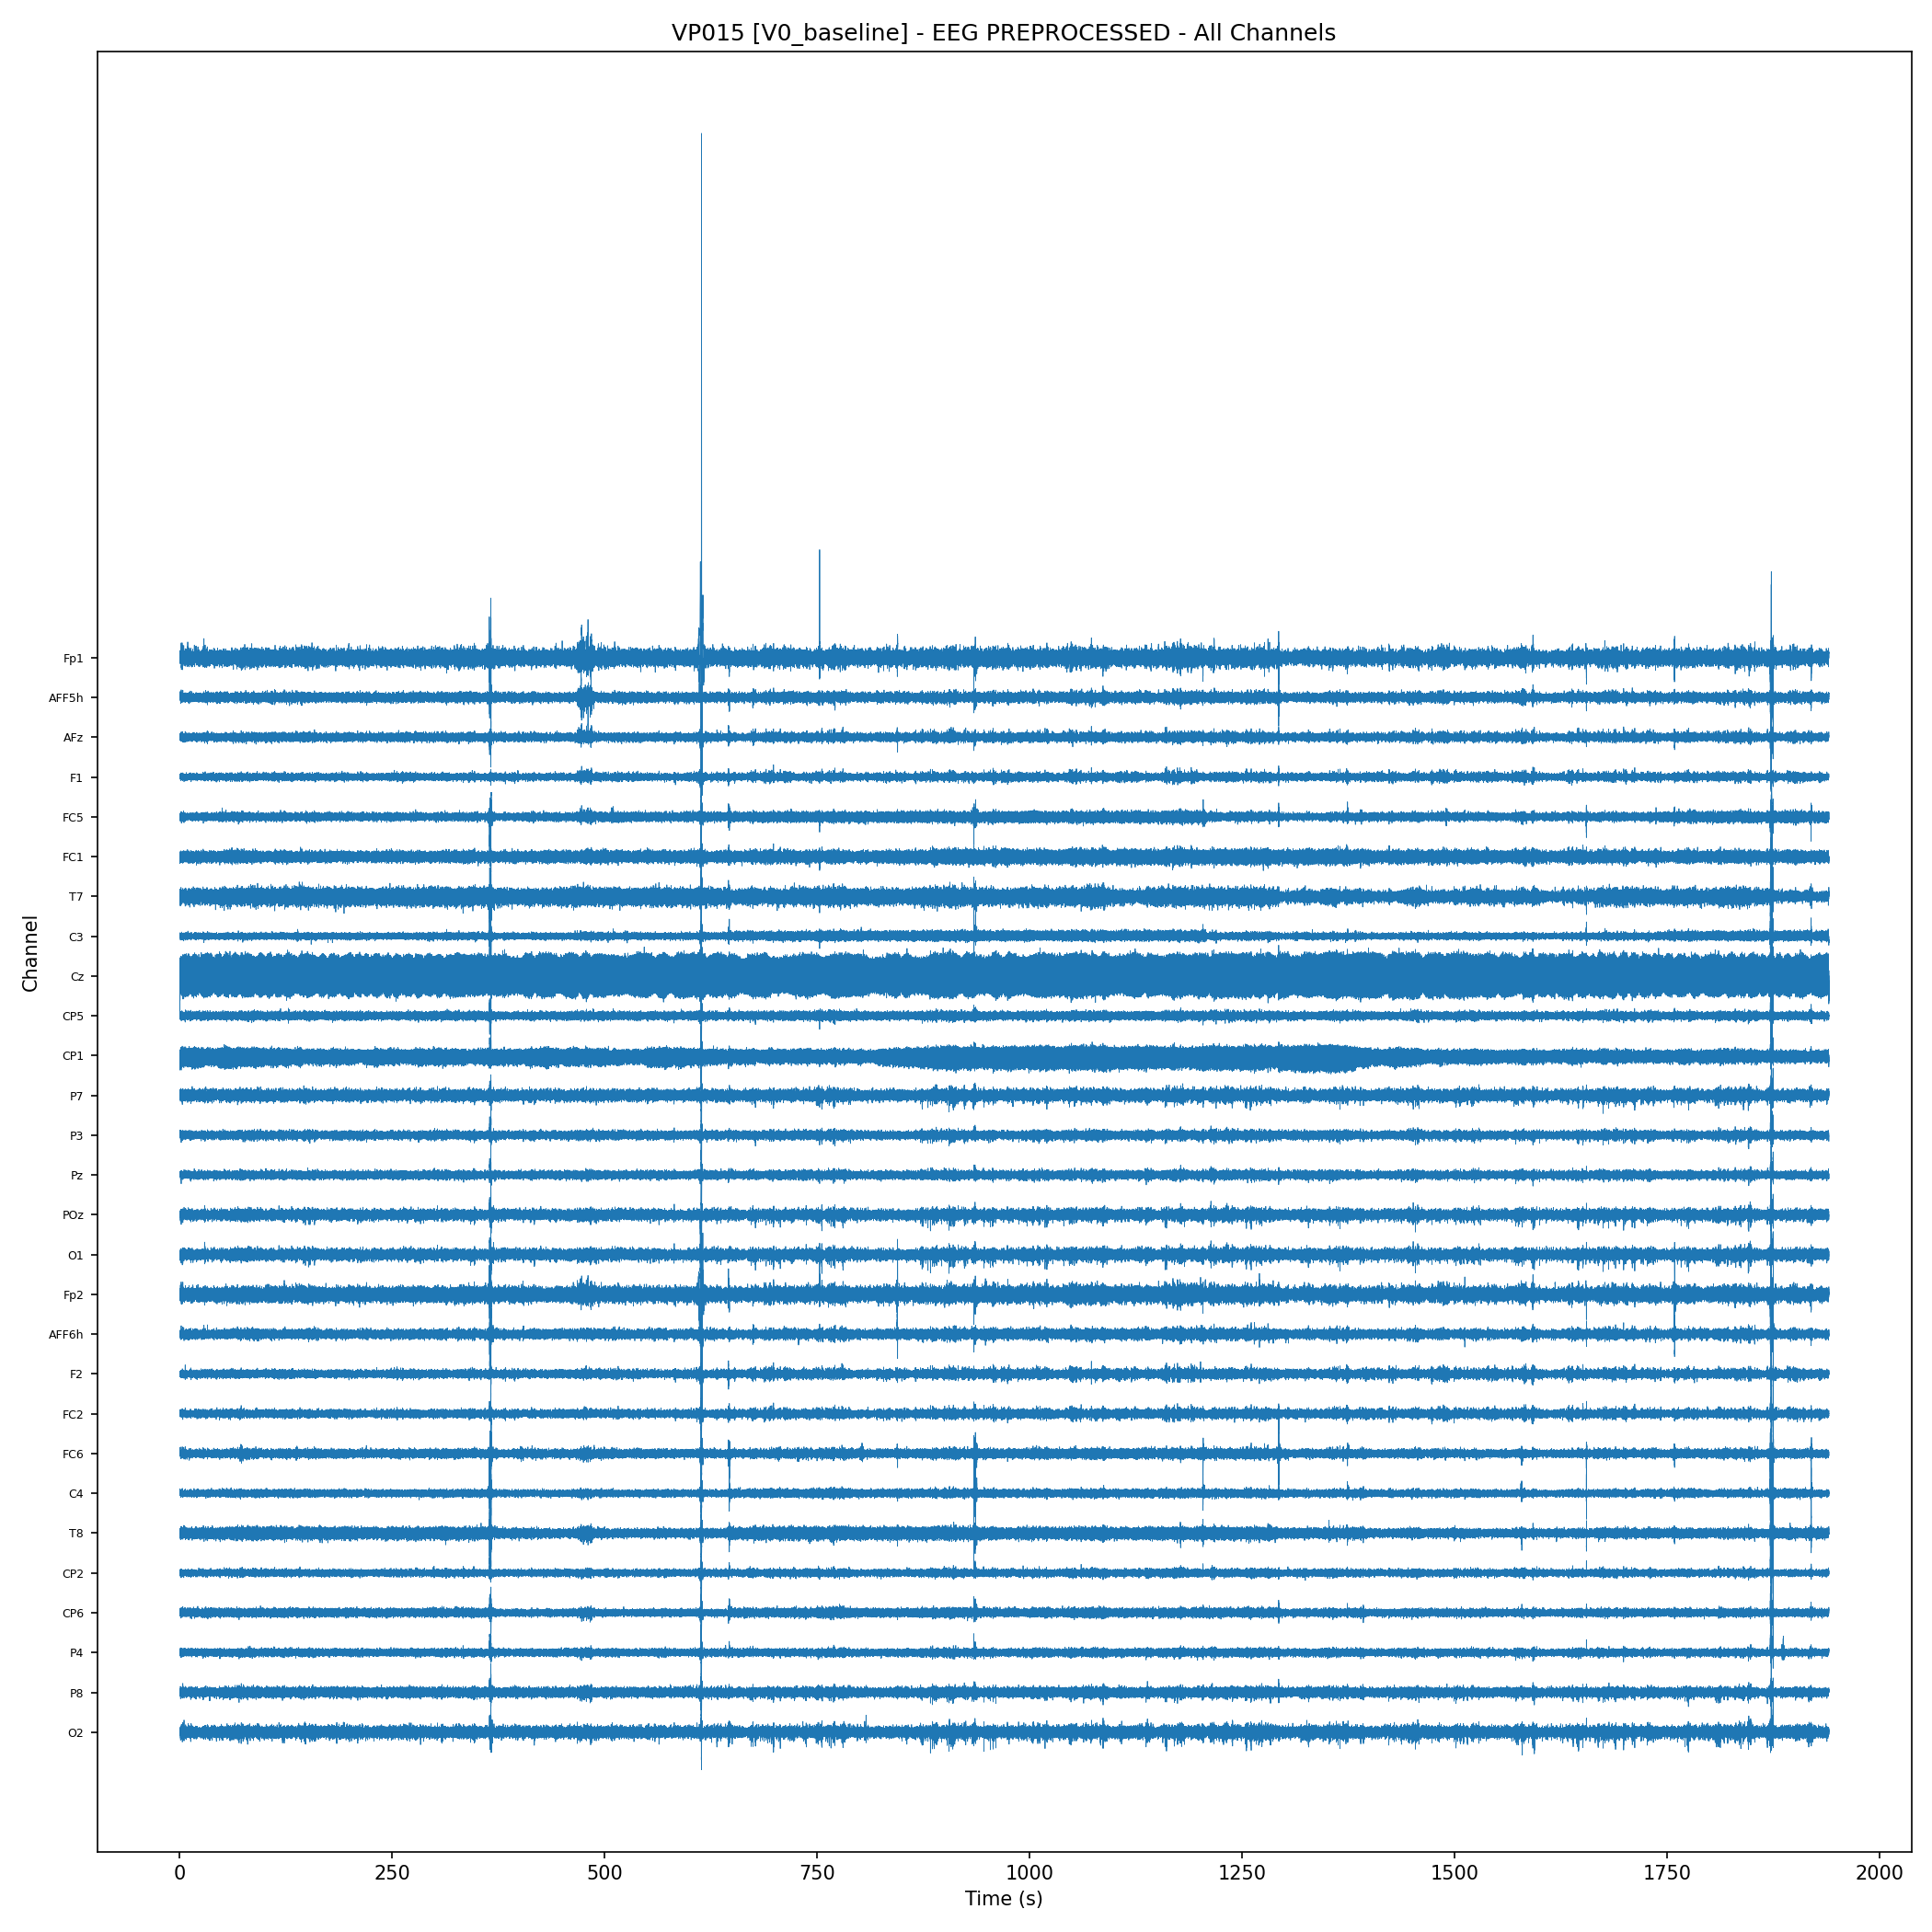 VP015 [V0_baseline] - EEG PREPROCESSED - All Channels
Channel
Fp1
AFF5h
AFz
F1
FC5
FC1
T7
C3
Cz
CP5
CP1
P7
P3
Pz
POz
O1
Fp2
AFF6h
F2
FC2
FC6
C4
T8
CP2
CP6
P4
P8
O2
0 250 500 750 1000 1250 1500 1750 2000
Time (s)